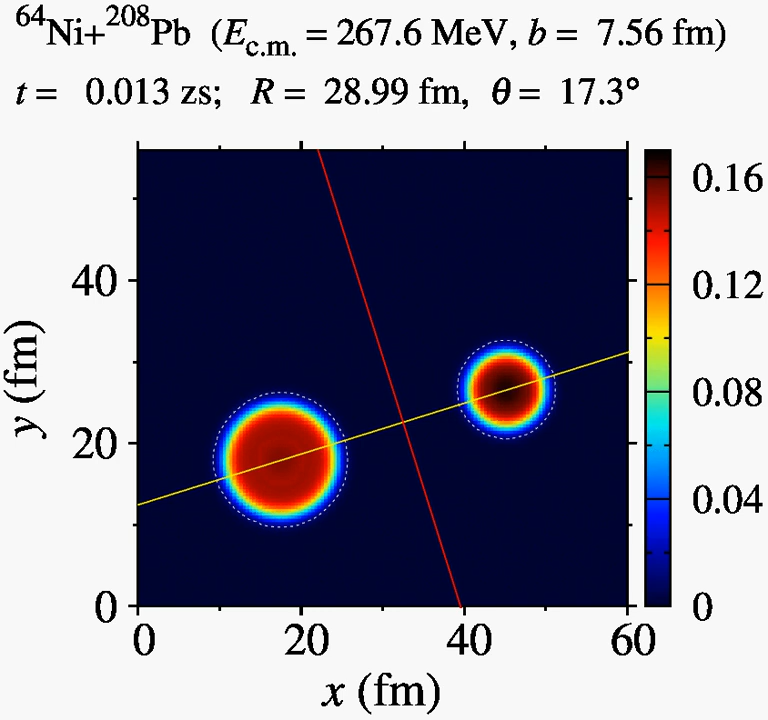 ⁶⁴Ni+²⁰⁸Pb (E_c.m. = 267.6 MeV, b = 7.56 fm)
t = 0.013 zs; R = 28.99 fm, θ = 17.3°
0.16
0.12
0.08
0.04
0
40
20
0
y (fm)
0 20 40 60
x (fm)